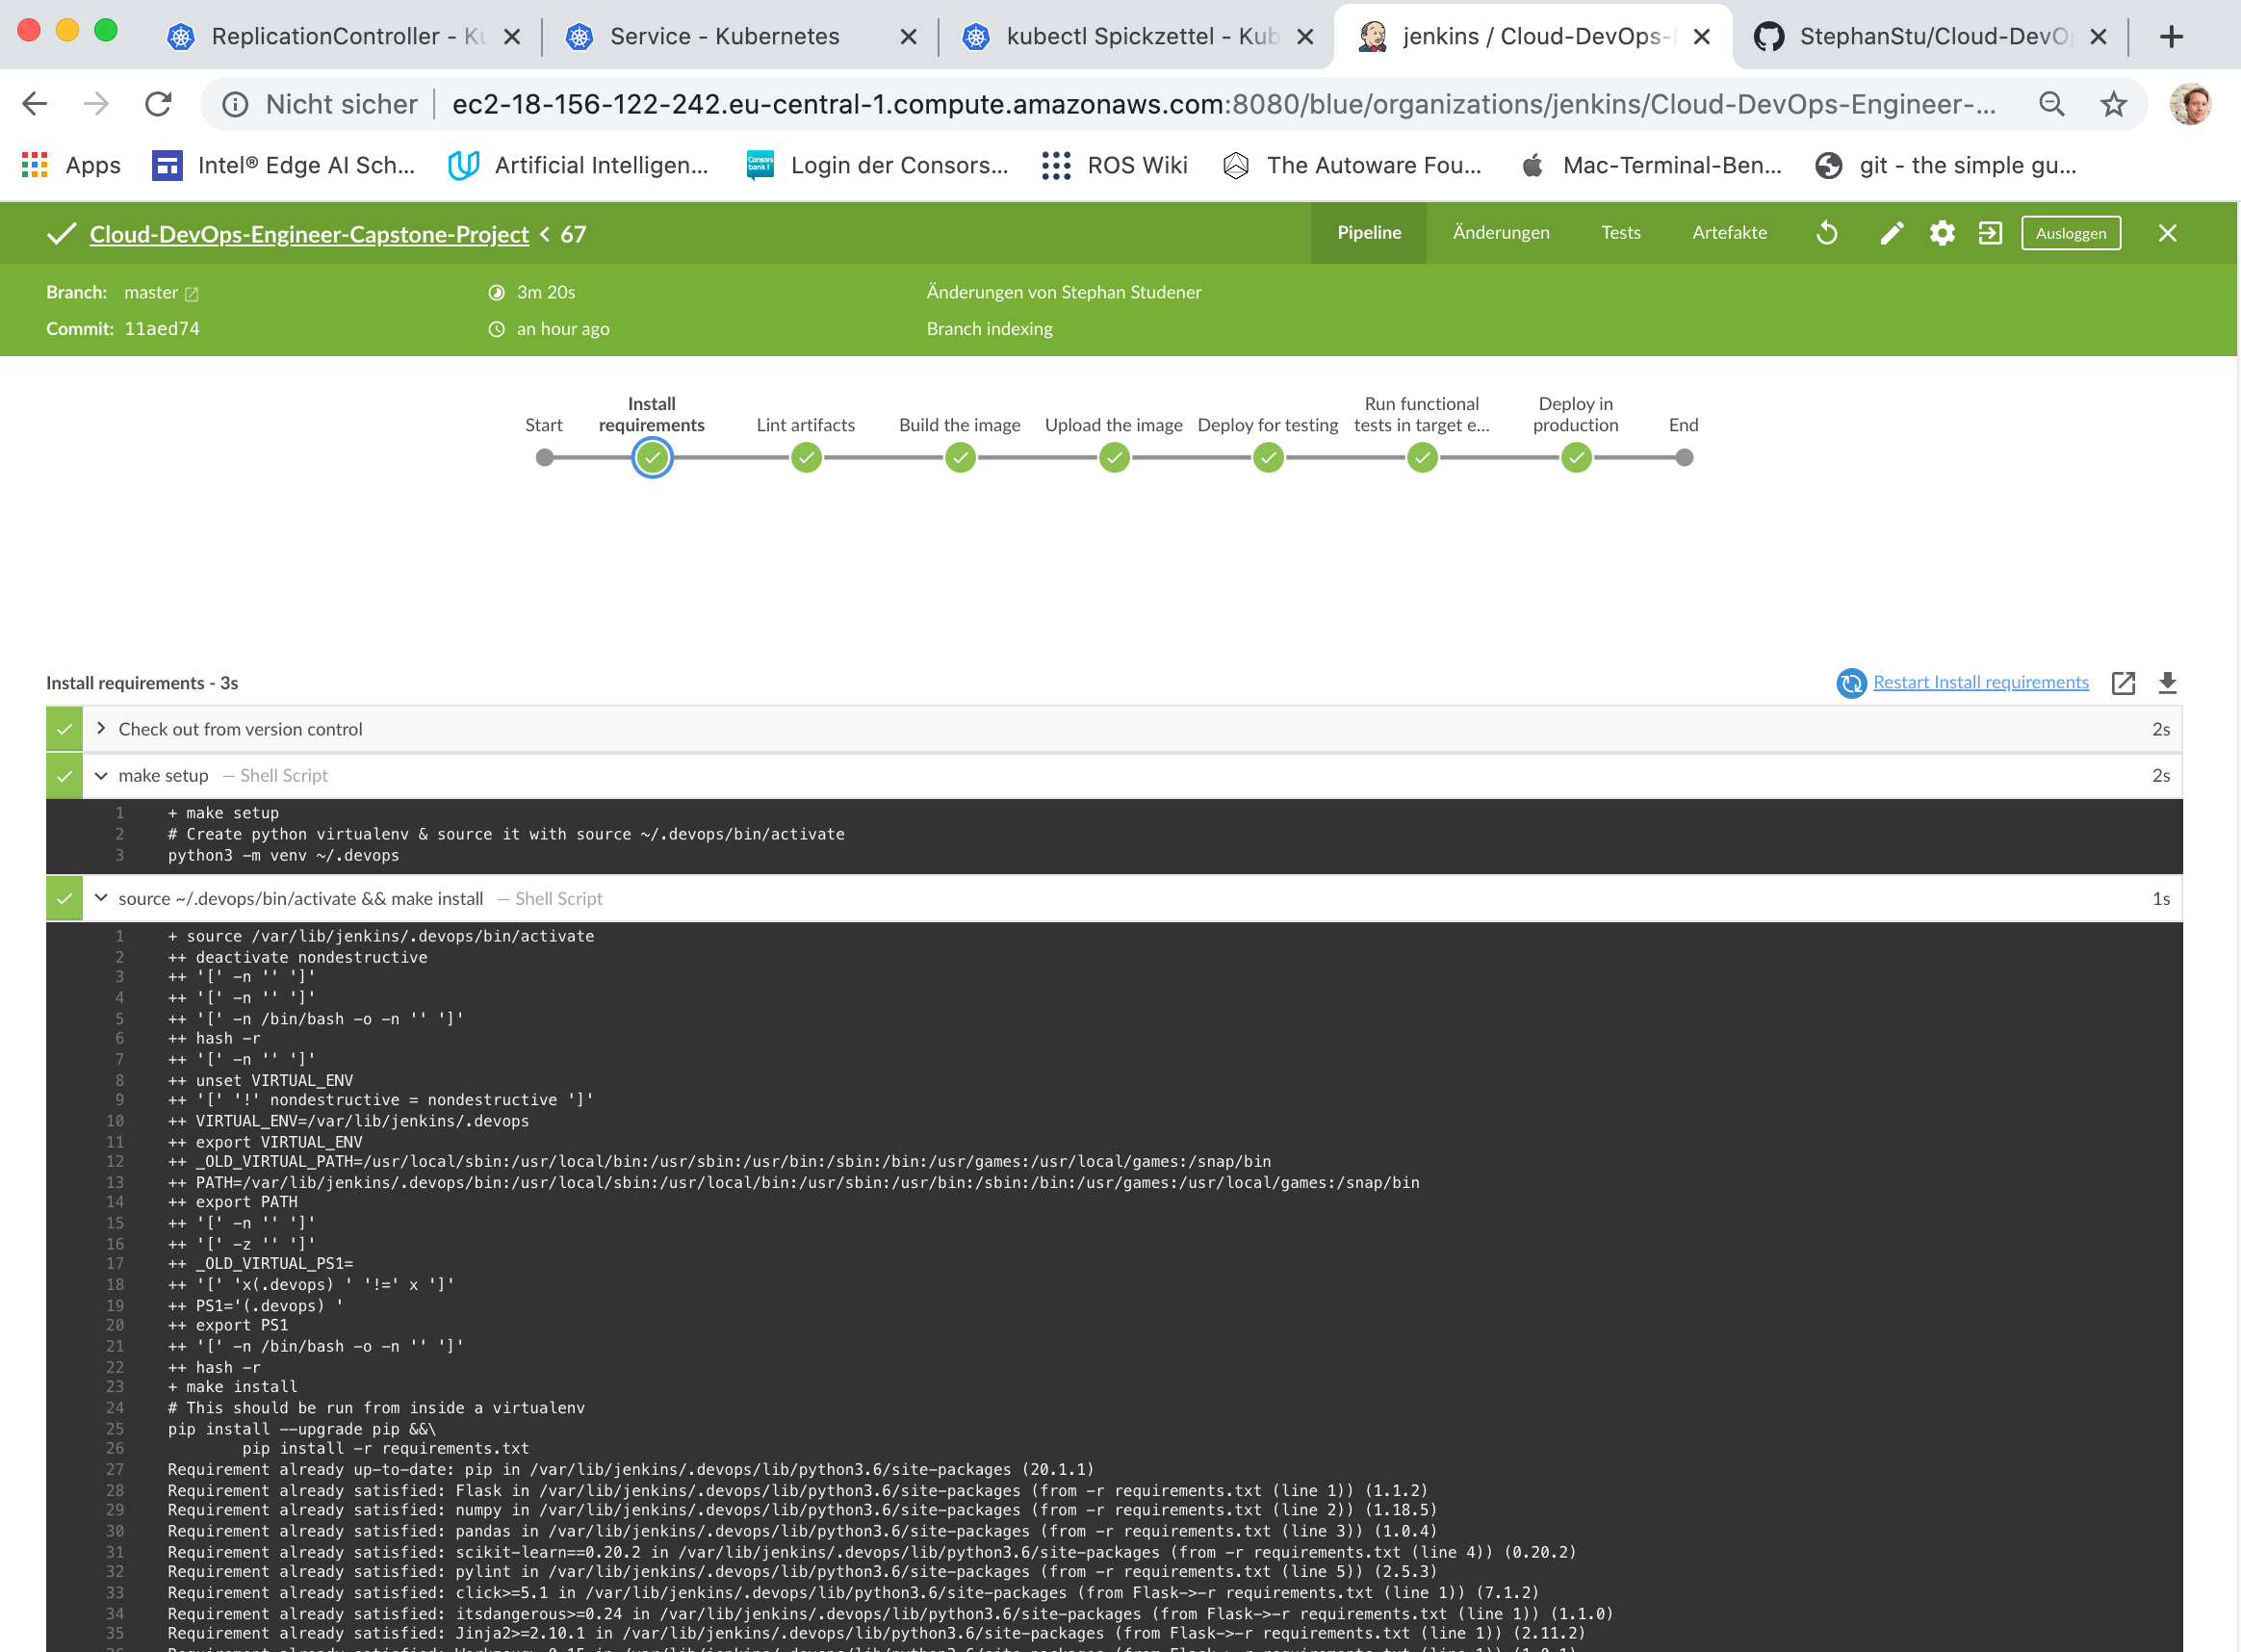 ReplicationController - Ku
Service - Kubernetes
kubectl Spickzettel - Kub
jenkins / Cloud-DevOps-
StephanStu/Cloud-DevO
Nicht sicher
ec2-18-156-122-242.eu-central-1.compute.amazonaws.com:8080/blue/organizations/jenkins/Cloud-DevOps-Engineer-...
Apps
Intel® Edge AI Sch...
Artificial Intelligen...
Consors bank!
Login der Consors...
ROS Wiki
The Autoware Fou...
Mac-Terminal-Ben...
git - the simple gu...
Cloud-DevOps-Engineer-Capstone-Project < 67
Pipeline
Änderungen
Tests
Artefakte
Ausloggen
Branch: master
3m 20s
Änderungen von Stephan Studener
Commit: 11aed74
an hour ago
Branch indexing
Start
Install requirements
Lint artifacts
Build the image
Upload the image
Deploy for testing
Run functional tests in target e...
Deploy in production
End
Install requirements - 3s
Restart Install requirements
Check out from version control
2s
make setup — Shell Script
2s
1 + make setup
2 # Create python virtualenv & source it with source ~/.devops/bin/activate
3 python3 -m venv ~/.devops
source ~/.devops/bin/activate && make install — Shell Script
1s
1 + source /var/lib/jenkins/.devops/bin/activate
2 ++ deactivate nondestructive
3 ++ '[' -n '' ']'
4 ++ '[' -n '' ']'
5 ++ '[' -n /bin/bash -o -n '' ']'
6 ++ hash -r
7 ++ '[' -n '' ']'
8 ++ unset VIRTUAL_ENV
9 ++ '[' '!' nondestructive = nondestructive ']'
10 ++ VIRTUAL_ENV=/var/lib/jenkins/.devops
11 ++ export VIRTUAL_ENV
12 ++ _OLD_VIRTUAL_PATH=/usr/local/sbin:/usr/local/bin:/usr/sbin:/usr/bin:/sbin:/bin:/usr/games:/usr/local/games:/snap/bin
13 ++ PATH=/var/lib/jenkins/.devops/bin:/usr/local/sbin:/usr/local/bin:/usr/sbin:/usr/bin:/sbin:/bin:/usr/games:/usr/local/games:/snap/bin
14 ++ export PATH
15 ++ '[' -n '' ']'
16 ++ '[' -z '' ']'
17 ++ _OLD_VIRTUAL_PS1=
18 ++ '[' 'x(.devops) ' '!=' x ']'
19 ++ PS1='(.devops) '
20 ++ export PS1
21 ++ '[' -n /bin/bash -o -n '' ']'
22 ++ hash -r
23 + make install
24 # This should be run from inside a virtualenv
25 pip install --upgrade pip &&\
26 pip install -r requirements.txt
27 Requirement already up-to-date: pip in /var/lib/jenkins/.devops/lib/python3.6/site-packages (20.1.1)
28 Requirement already satisfied: Flask in /var/lib/jenkins/.devops/lib/python3.6/site-packages (from -r requirements.txt (line 1)) (1.1.2)
29 Requirement already satisfied: numpy in /var/lib/jenkins/.devops/lib/python3.6/site-packages (from -r requirements.txt (line 2)) (1.18.5)
30 Requirement already satisfied: pandas in /var/lib/jenkins/.devops/lib/python3.6/site-packages (from -r requirements.txt (line 3)) (1.0.4)
31 Requirement already satisfied: scikit-learn==0.20.2 in /var/lib/jenkins/.devops/lib/python3.6/site-packages (from -r requirements.txt (line 4)) (0.20.2)
32 Requirement already satisfied: pylint in /var/lib/jenkins/.devops/lib/python3.6/site-packages (from -r requirements.txt (line 5)) (2.5.3)
33 Requirement already satisfied: click>=5.1 in /var/lib/jenkins/.devops/lib/python3.6/site-packages (from Flask->-r requirements.txt (line 1)) (7.1.2)
34 Requirement already satisfied: itsdangerous>=0.24 in /var/lib/jenkins/.devops/lib/python3.6/site-packages (from Flask->-r requirements.txt (line 1)) (1.1.0)
35 Requirement already satisfied: Jinja2>=2.10.1 in /var/lib/jenkins/.devops/lib/python3.6/site-packages (from Flask->-r requirements.txt (line 1)) (2.11.2)